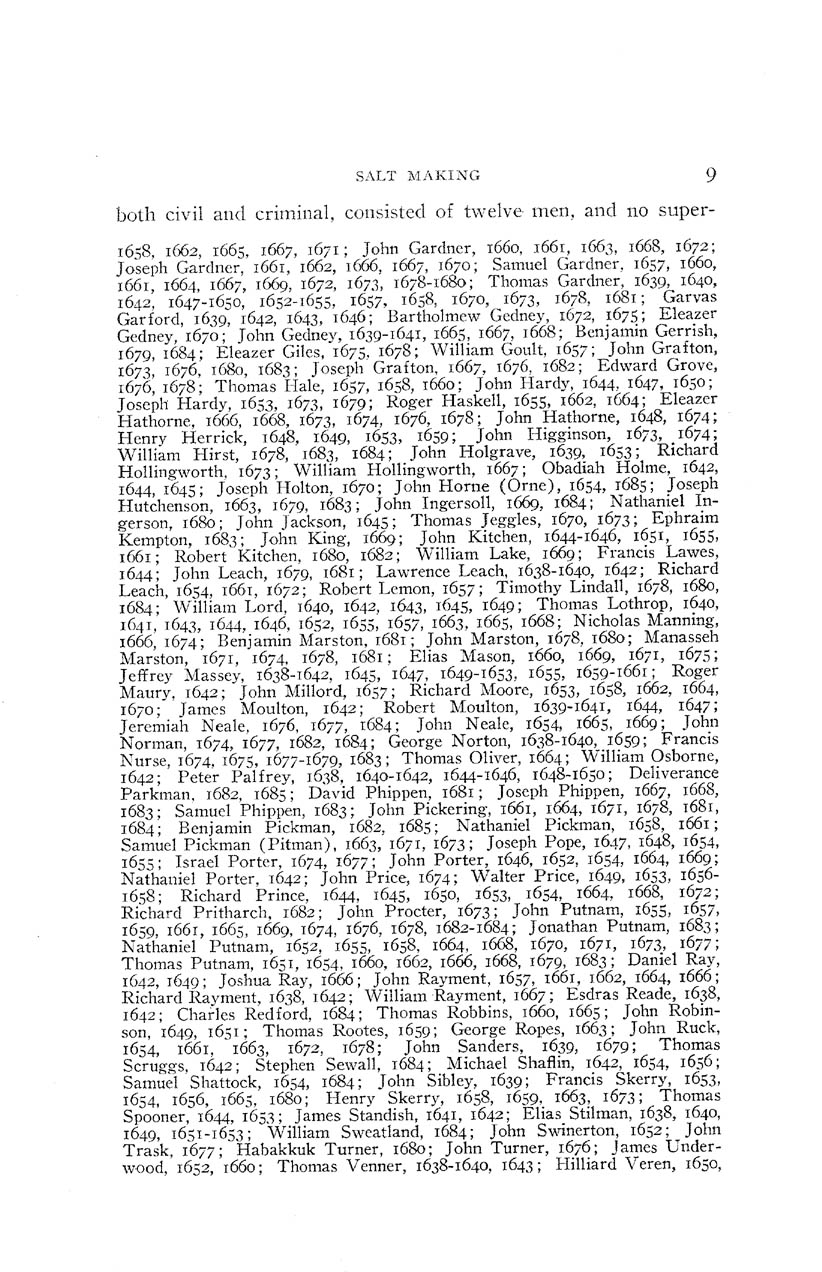 SALT MAKING 9
both civil and criminal, consisted of twelve men, and no super-
1658, 1662, 1665, 1667, 1671; John Gardner, 1660, 1661, 1663, 1668, 1672;
Joseph Gardner, 1661, 1662, 1666, 1667, 1670; Samuel Gardner, 1657, 1660,
1661, 1664, 1667, 1669, 1672, 1673, 1678-1680; Thomas Gardner, 1639, 1640,
1642, 1647-1650, 1652-1655, 1657, 1658, 1670, 1673, 1678, 1681; Garvas
Garford, 1639, 1642, 1643, 1646; Bartholmew Gedney, 1672, 1675; Eleazer
Gedney, 1670; John Gedney, 1639-1641, 1665, 1667, 1668; Benjamin Gerrish,
1679, 1684; Eleazer Giles, 1675, 1678; William Goult, 1657; John Grafton,
1673, 1676, 1680, 1683; Joseph Grafton, 1667, 1676, 1682; Edward Grove,
1676, 1678; Thomas Hale, 1657, 1658, 1660; John Hardy, 1644, 1647, 1650;
Joseph Hardy, 1653, 1673, 1679; Roger Haskell, 1655, 1662, 1664; Eleazer
Hathorne, 1666, 1668, 1673, 1674, 1676, 1678; John Hathorne, 1648, 1674;
Henry Herrick, 1648, 1649, 1653, 1659; John Higginson, 1673, 1674;
William Hirst, 1678, 1683, 1684; John Holgrave, 1639, 1653; Richard
Hollingworth, 1673; William Hollingworth, 1667; Obadiah Holme, 1642,
1644, 1645; Joseph Holton, 1670; John Horne (Orne), 1654, 1685; Joseph
Hutchenson, 1663, 1679, 1683; John Ingersoll, 1669, 1684; Nathaniel In-
gerson, 1680; John Jackson, 1645; Thomas Jeggles, 1670, 1673; Ephraim
Kempton, 1683; John King, 1669; John Kitchen, 1644-1646, 1651, 1655,
1661; Robert Kitchen, 1680, 1682; William Lake, 1669; Francis Lawes,
1644; John Leach, 1679, 1681; Lawrence Leach, 1638-1640, 1642; Richard
Leach, 1654, 1661, 1672; Robert Lemon, 1657; Timothy Lindall, 1678, 1680,
1684; William Lord, 1640, 1642, 1643, 1645, 1649; Thomas Lothrop, 1640,
1641, 1643, 1644, 1646, 1652, 1655, 1657, 1663, 1665, 1668; Nicholas Manning,
1666, 1674; Benjamin Marston, 1681; John Marston, 1678, 1680; Manasseh
Marston, 1671, 1674, 1678, 1681; Elias Mason, 1660, 1669, 1671, 1675;
Jeffrey Massey, 1638-1642, 1645, 1647, 1649-1653, 1655, 1659-1661; Roger
Maury, 1642; John Millord, 1657; Richard Moore, 1653, 1658, 1662, 1664,
1670; James Moulton, 1642; Robert Moulton, 1639-1641, 1644, 1647;
Jeremiah Neale, 1676, 1677, 1684; John Neale, 1654, 1665, 1669; John
Norman, 1674, 1677, 1682, 1684; George Norton, 1638-1640, 1659; Francis
Nurse, 1674, 1675, 1677-1679, 1683; Thomas Oliver, 1664; William Osborne,
1642; Peter Palfrey, 1638, 1640-1642, 1644-1646, 1648-1650; Deliverance
Parkman, 1682, 1685; David Phippen, 1681; Joseph Phippen, 1667, 1668,
1683; Samuel Phippen, 1683; John Pickering, 1661, 1664, 1671, 1678, 1681,
1684; Benjamin Pickman, 1682, 1685; Nathaniel Pickman, 1658, 1661;
Samuel Pickman (Pitman), 1663, 1671, 1673; Joseph Pope, 1647, 1648, 1654,
1655; Israel Porter, 1674, 1677; John Porter, 1646, 1652, 1654, 1664, 1669;
Nathaniel Porter, 1642; John Price, 1674; Walter Price, 1649, 1653, 1656-
1658; Richard Prince, 1644, 1645, 1650, 1653, 1654, 1664, 1668, 1672;
Richard Pritharch, 1682; John Procter, 1673; John Putnam, 1655, 1657,
1659, 1661, 1665, 1669, 1674, 1676, 1678, 1682-1684; Jonathan Putnam, 1683;
Nathaniel Putnam, 1652, 1655, 1658, 1664, 1668, 1670, 1671, 1673, 1677;
Thomas Putnam, 1651, 1654, 1660, 1662, 1666, 1668, 1679, 1683; Daniel Ray,
1642, 1649; Joshua Ray, 1666; John Rayment, 1657, 1661, 1662, 1664, 1666;
Richard Rayment, 1638, 1642; William Rayment, 1667; Esdras Reade, 1638,
1642; Charles Redford, 1684; Thomas Robbins, 1660, 1665; John Robin-
son, 1649, 1651; Thomas Rootes, 1659; George Ropes, 1663; John Ruck,
1654, 1661, 1663, 1672, 1678; John Sanders, 1639, 1679; Thomas
Scruggs, 1642; Stephen Sewall, 1684; Michael Shaflin, 1642, 1654, 1656;
Samuel Shattock, 1654, 1684; John Sibley, 1639; Francis Skerry, 1653,
1654, 1656, 1665, 1680; Henry Skerry, 1658, 1659, 1663, 1673; Thomas
Spooner, 1644, 1653; James Standish, 1641, 1642; Elias Stilman, 1638, 1640,
1649, 1651-1653; William Sweatland, 1684; John Swinerton, 1652; John
Trask, 1677; Habakkuk Turner, 1680; John Turner, 1676; James Under-
wood, 1652, 1660; Thomas Venner, 1638-1640, 1643; Hilliard Veren, 1650,